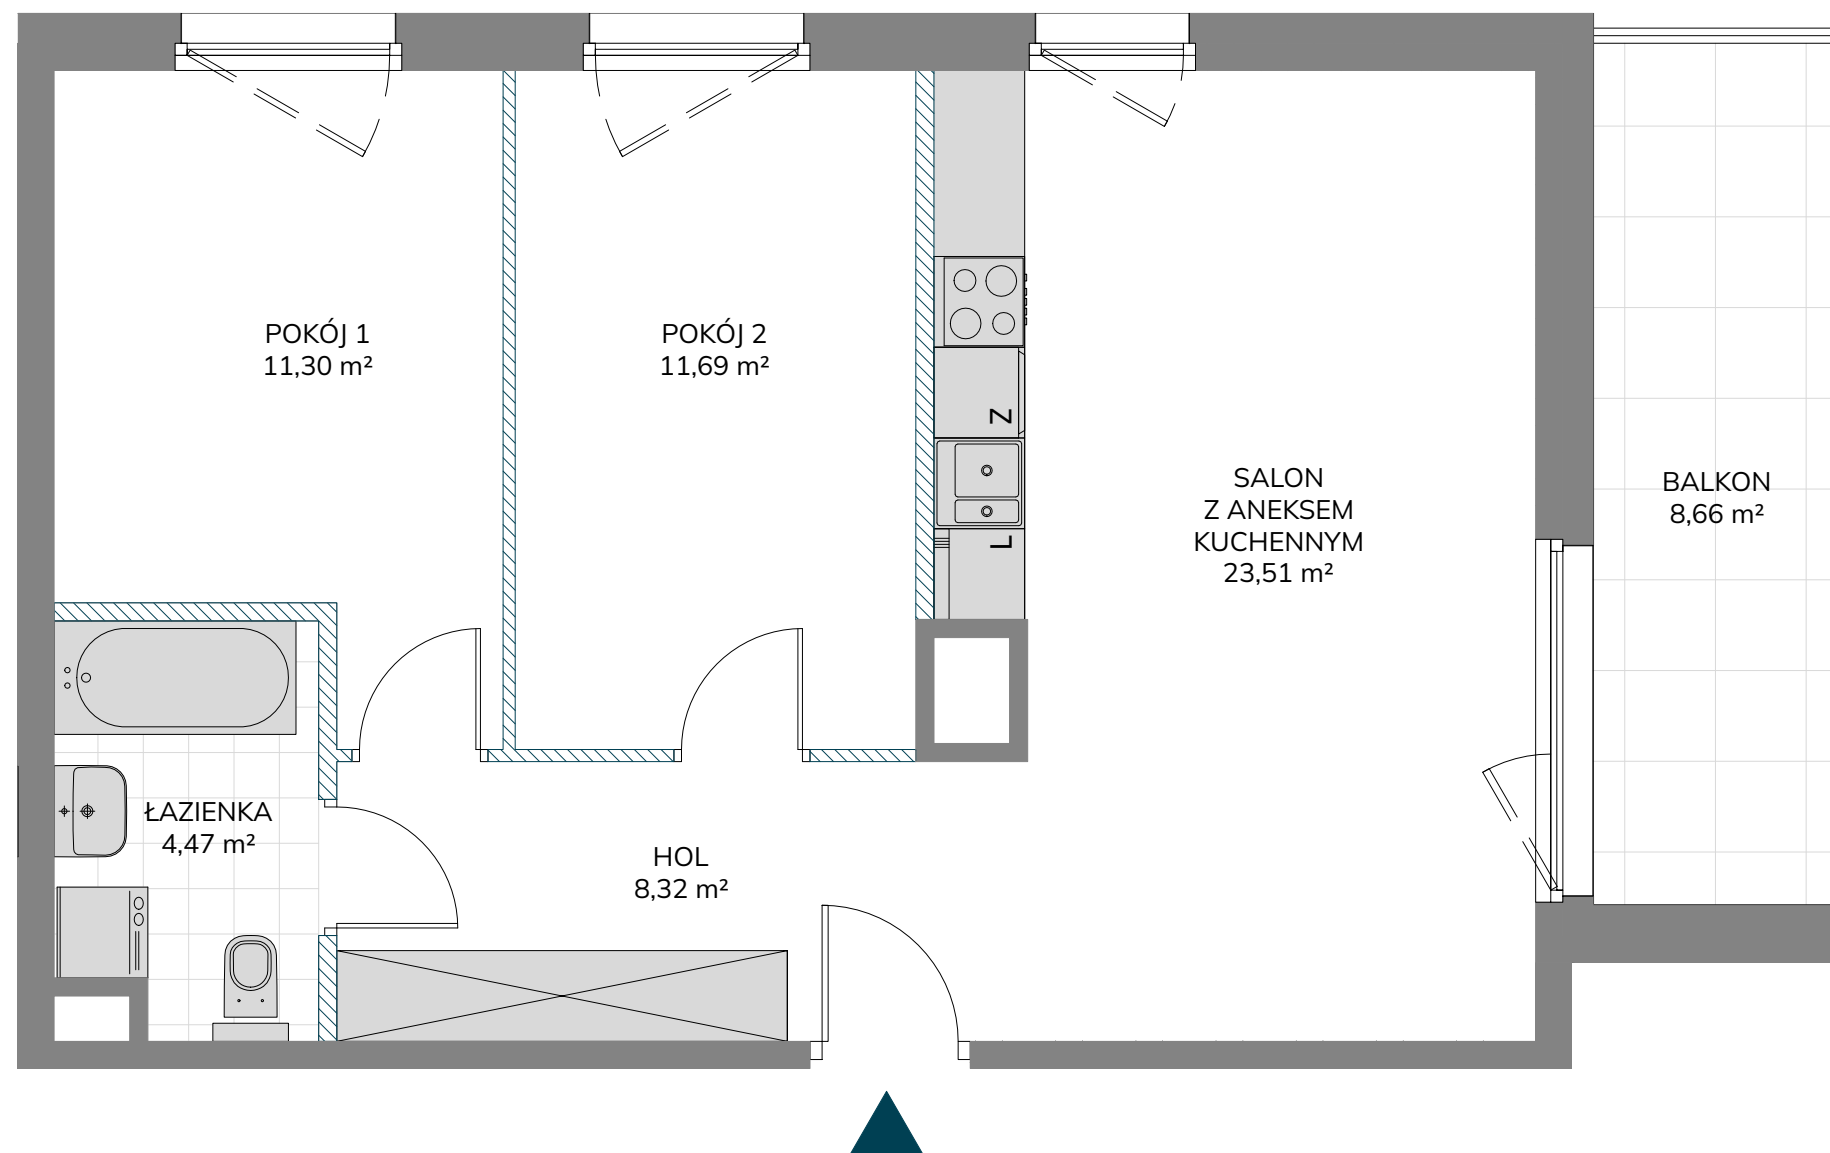 POKÓJ 1
11,30 m²
POKÓJ 2
11,69 m²
Z
L
SALON
Z ANEKSEM
KUCHENNYM
23,51 m²
BALKON
8,66 m²
ŁAZIENKA
4,47 m²
HOL
8,32 m²